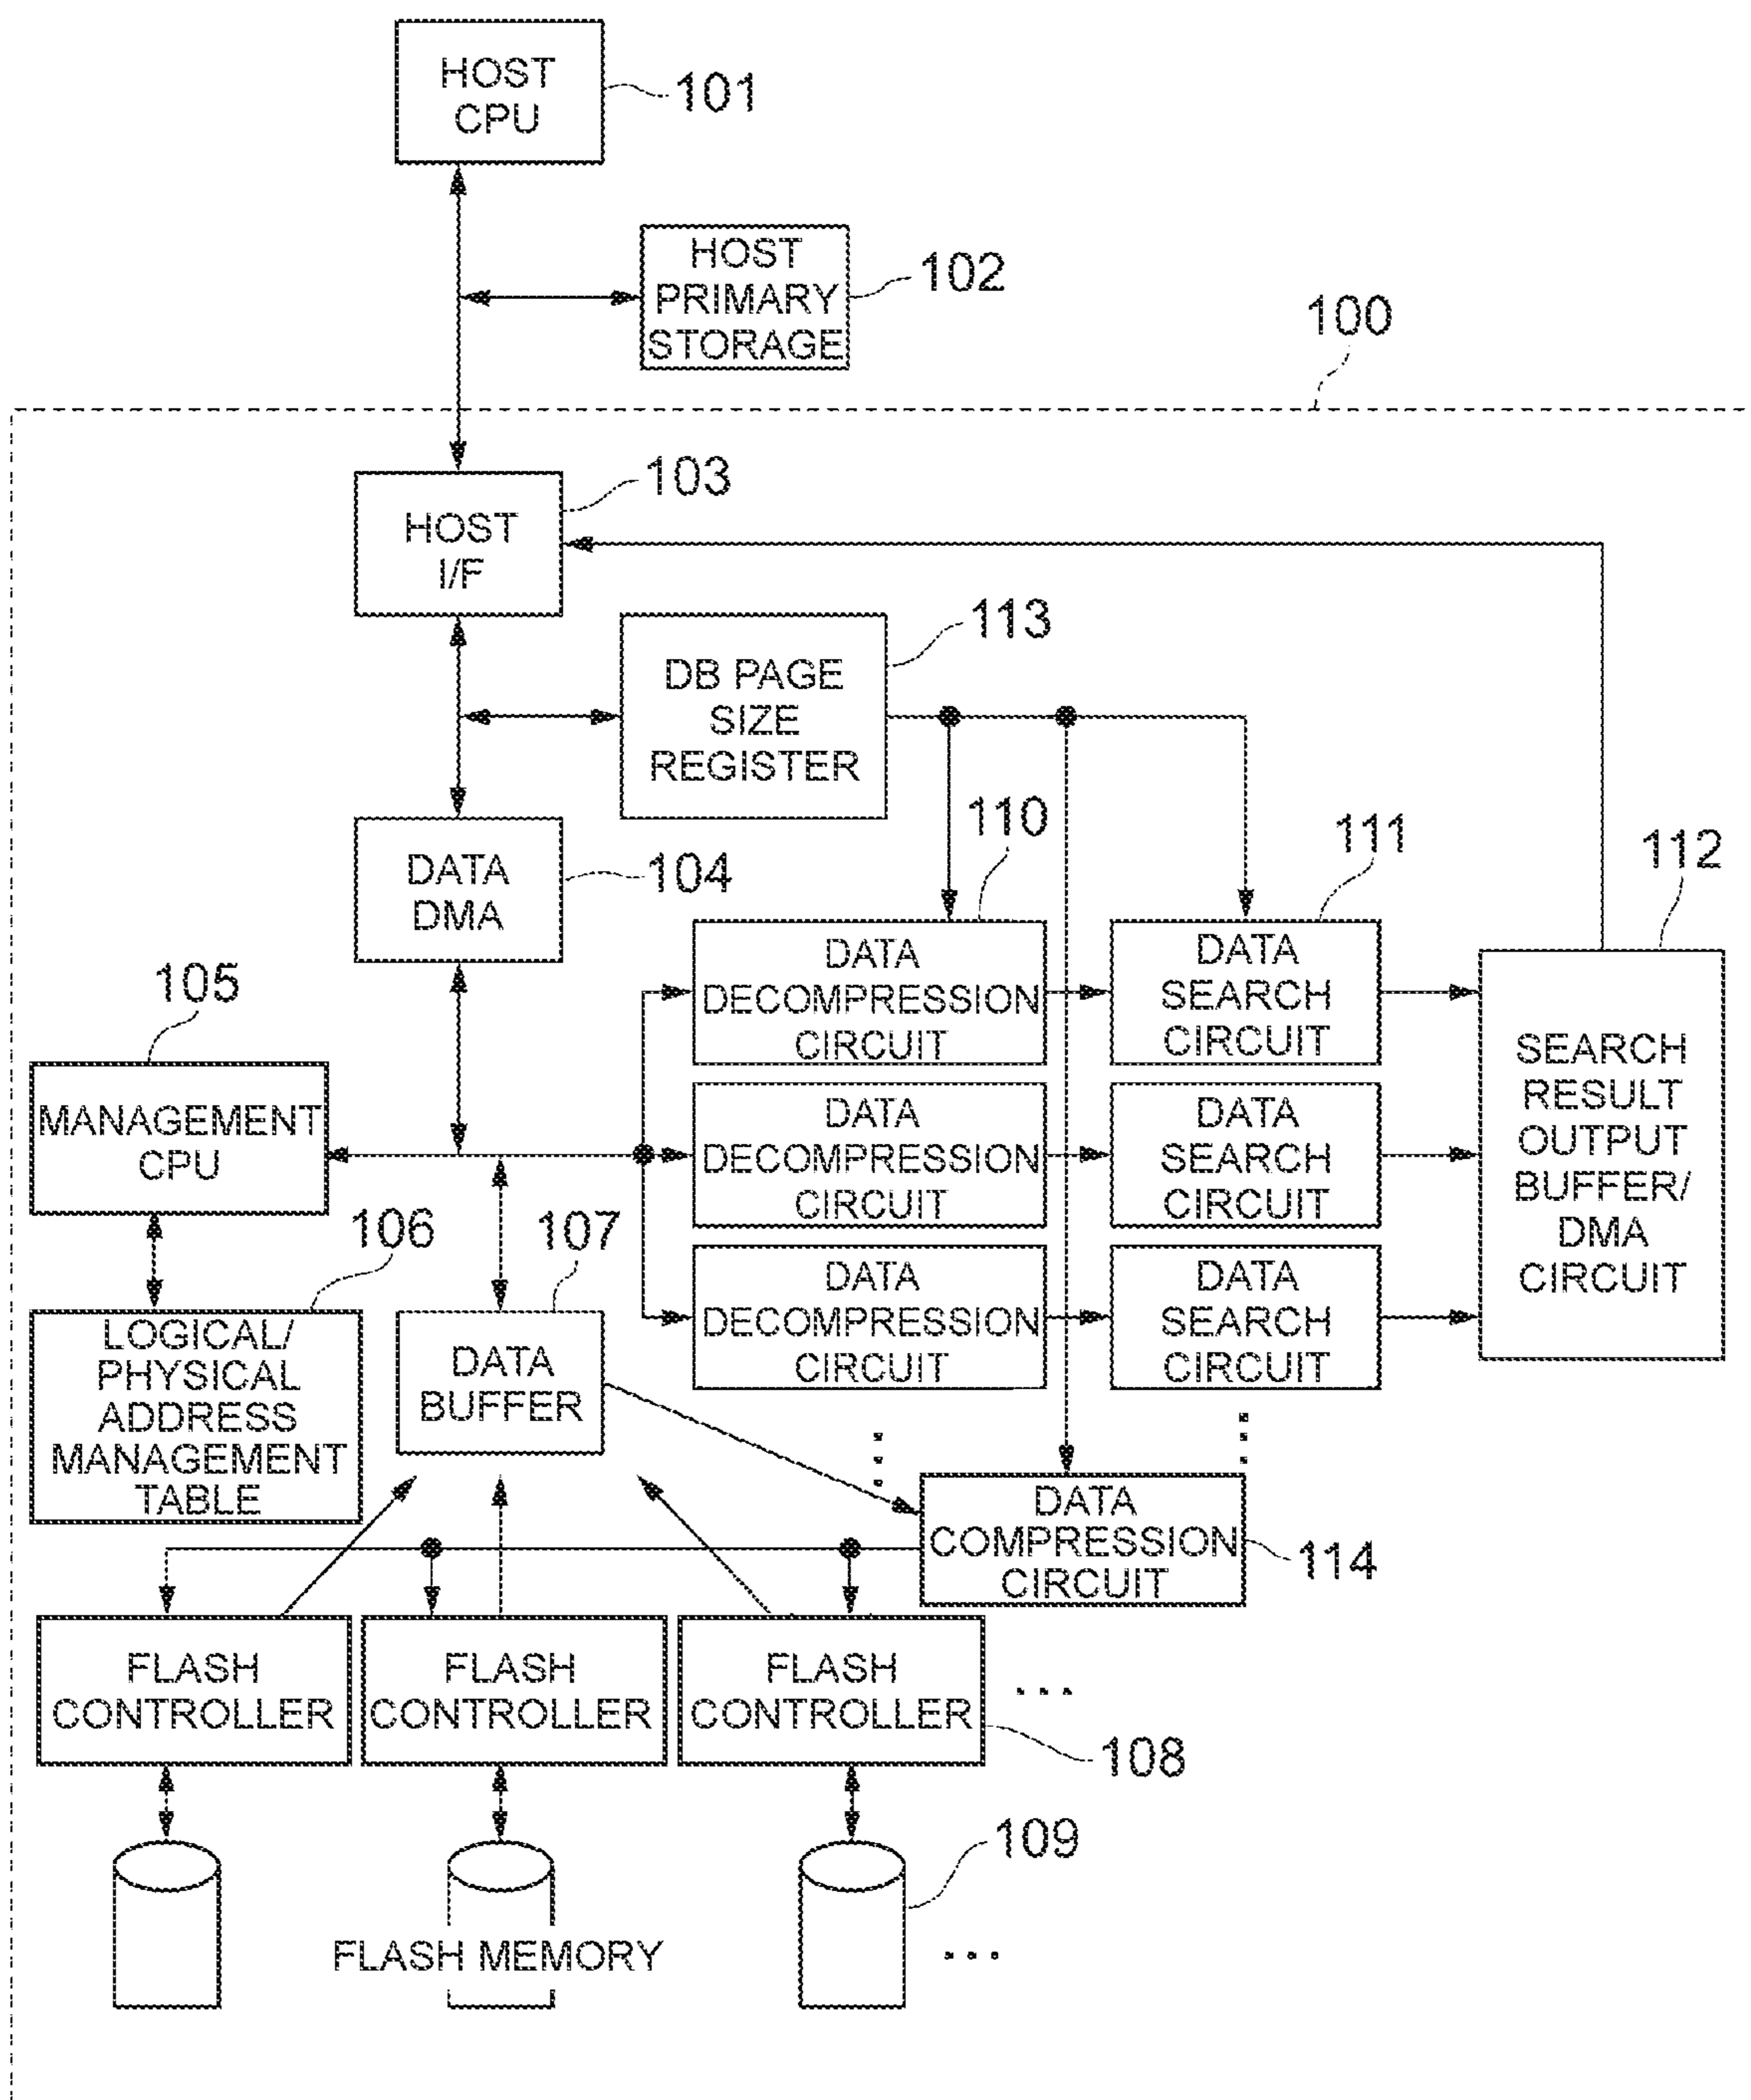 HOST
CPU
101
HOST
PRIMARY
STORAGE
102
100
HOST
I/F
103
DB PAGE
SIZE
REGISTER
113
DATA
DMA
104
110
111
112
DATA
DECOMPRESSION
CIRCUIT
DATA
SEARCH
CIRCUIT
105
MANAGEMENT
CPU
DATA
DECOMPRESSION
CIRCUIT
DATA
SEARCH
CIRCUIT
SEARCH
RESULT
OUTPUT
BUFFER/
DMA
CIRCUIT
106
107
LOGICAL/
PHYSICAL
ADDRESS
MANAGEMENT
TABLE
DATA
BUFFER
DATA
DECOMPRESSION
CIRCUIT
DATA
SEARCH
CIRCUIT
DATA
COMPRESSION
CIRCUIT
114
FLASH
CONTROLLER
FLASH
CONTROLLER
FLASH
CONTROLLER
108
109
FLASH MEMORY